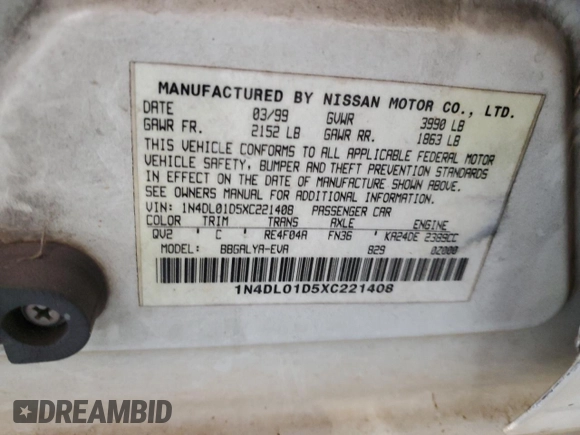 MANUFACTURED BY NISSAN MOTOR CO., LTD.
DATE 03/99 GVWR 3990 LB
GAWR FR. 2152 LB GAWR RR. 1863 LB
THIS VEHICLE CONFORMS TO ALL APPLICABLE FEDERAL MOTOR
VEHICLE SAFETY, BUMPER AND THEFT PREVENTION STANDARDS
IN EFFECT ON THE DATE OF MANUFACTURE SHOWN ABOVE.
SEE OWNERS MANUAL FOR ADDITIONAL INFORMATION.
VIN: 1N4DL01D5XC221408 PASSENGER CAR
COLOR TRIM TRANS AXLE ENGINE
QV2 C RE4F04A FN36 KA24DE 2389CC
MODEL: BBGALYA-EVA 829 02000
1N4DL01D5XC221408
DREAMBID